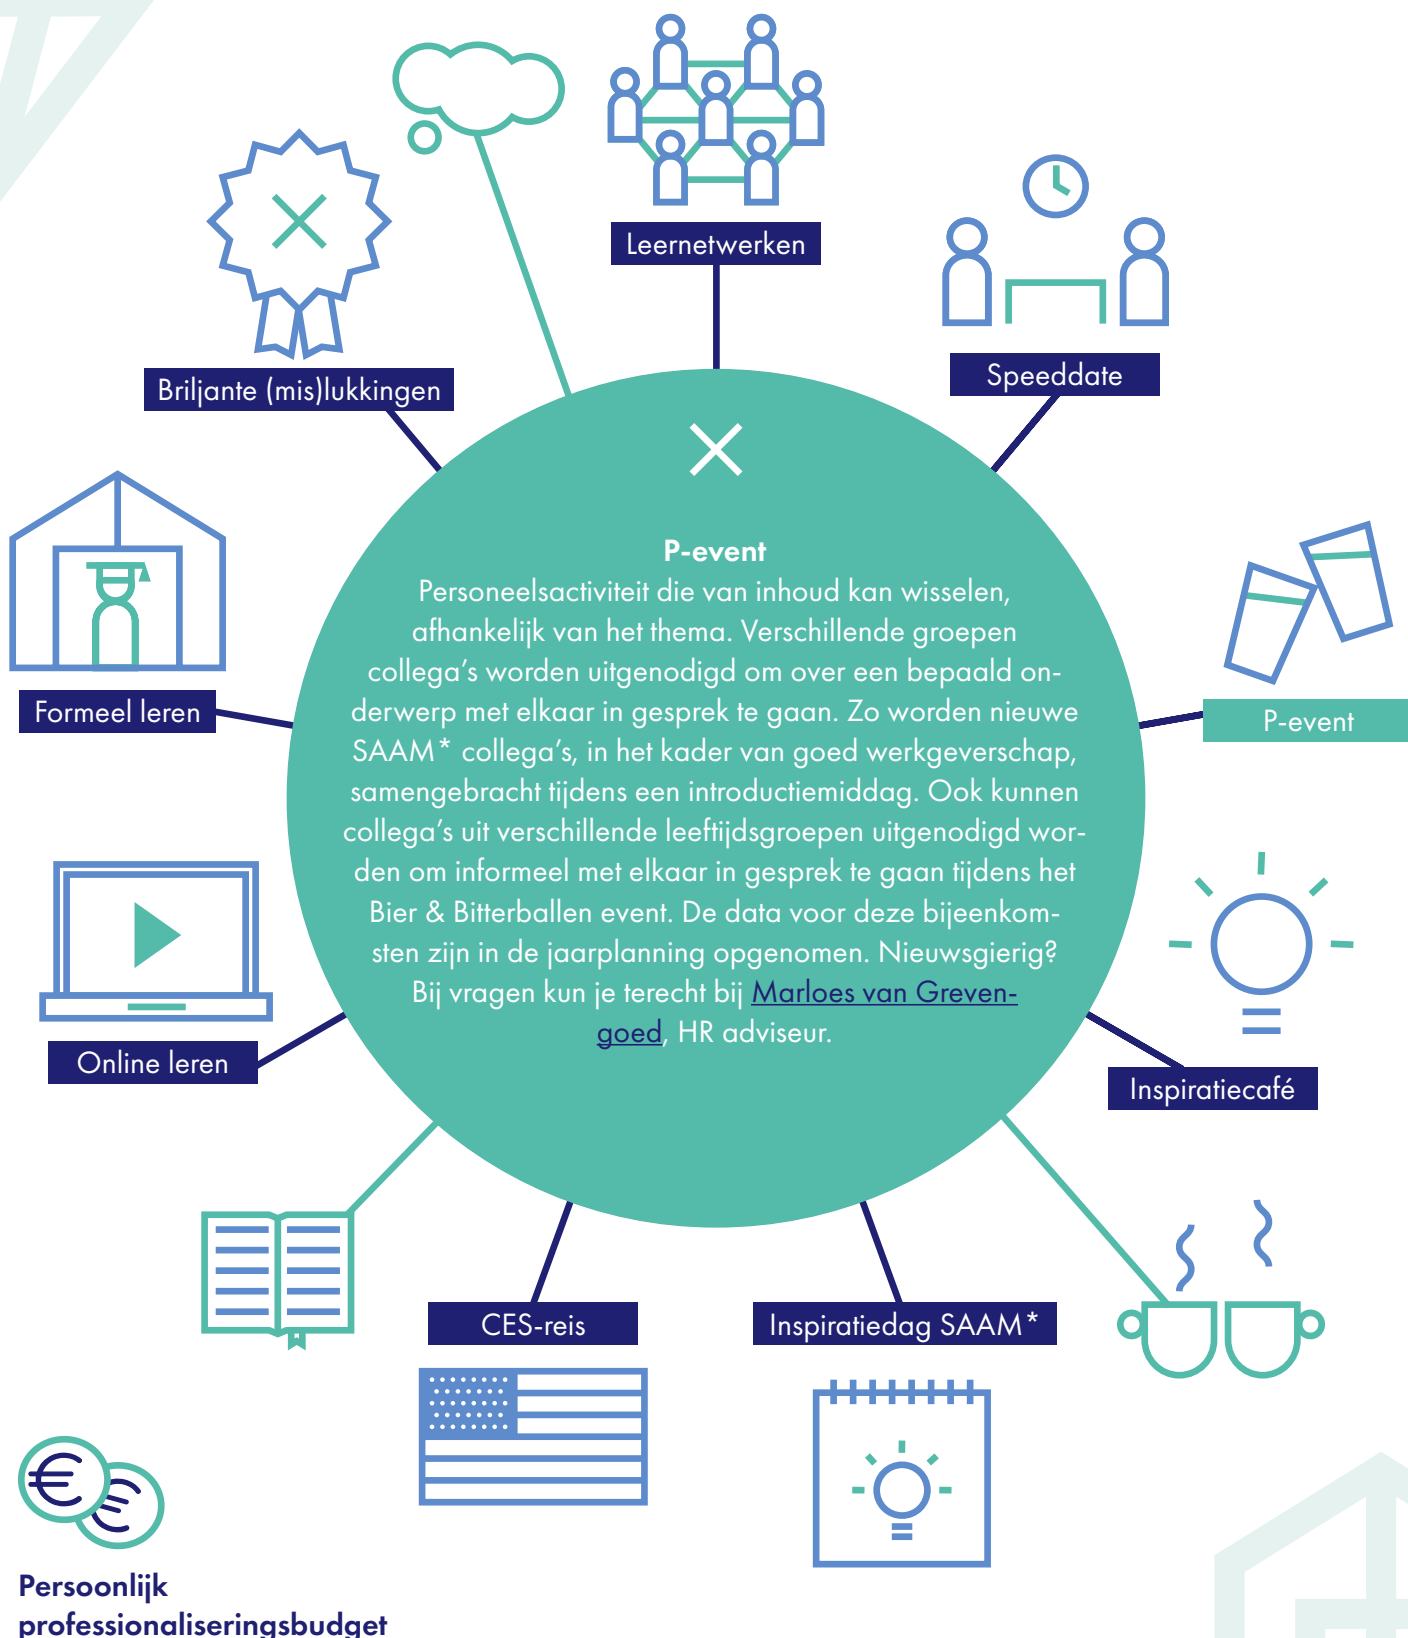 Leernetwerken
Speeddate
Briljante (mis)lukkingen
P-event
Personeelsactiviteit die van inhoud kan wisselen,
afhankelijk van het thema. Verschillende groepen
collega’s worden uitgenodigd om over een bepaald on-
derwerp met elkaar in gesprek te gaan. Zo worden nieuwe
SAAM* collega’s, in het kader van goed werkgeverschap,
samengebracht tijdens een introductiemiddag. Ook kunnen
collega’s uit verschillende leeftijdsgroepen uitgenodigd wor-
den om informeel met elkaar in gesprek te gaan tijdens het
Bier & Bitterballen event. De data voor deze bijeenkom-
sten zijn in de jaarplanning opgenomen. Nieuwsgierig?
Bij vragen kun je terecht bij Marloes van Greven-
goed, HR adviseur.
Formeel leren
P-event
Online leren
Inspiratiecafé
CES-reis
Inspiratiedag SAAM*
€
€
Persoonlijk
professionaliseringsbudget